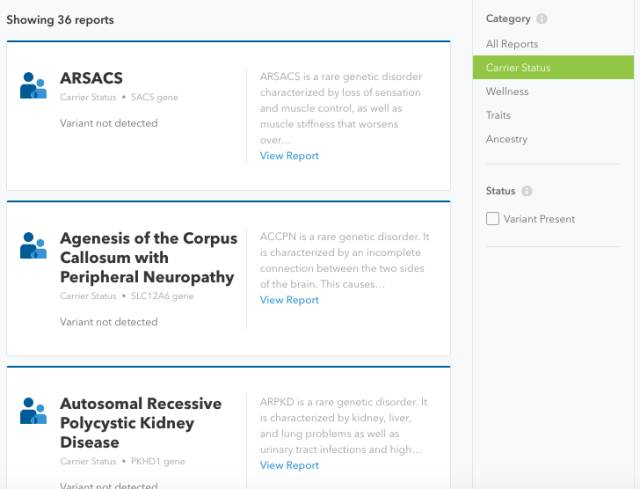 Showing 36 reports
ARSACS
Carrier Status • SACS gene
Variant not detected
ARSACS is a rare genetic disorder
characterized by loss of sensation
and muscle control, as well as
muscle stiffness that worsens
over...
View Report
Agenesis of the Corpus
Callosum with
Peripheral Neuropathy
Carrier Status • SLC12A6 gene
Variant not detected
ACCPN is a rare genetic disorder. It
is characterized by an incomplete
connection between the two sides
of the brain. This causes...
View Report
Autosomal Recessive
Polycystic Kidney
Disease
Carrier Status • PKHD1 gene
Variant not detected
ARPKD is a rare genetic disorder. It
is characterized by kidney, liver,
and lung problems as well as
urinary tract infections and high...
View Report
Category
All Reports
Carrier Status
Wellness
Traits
Ancestry
Status
Variant Present